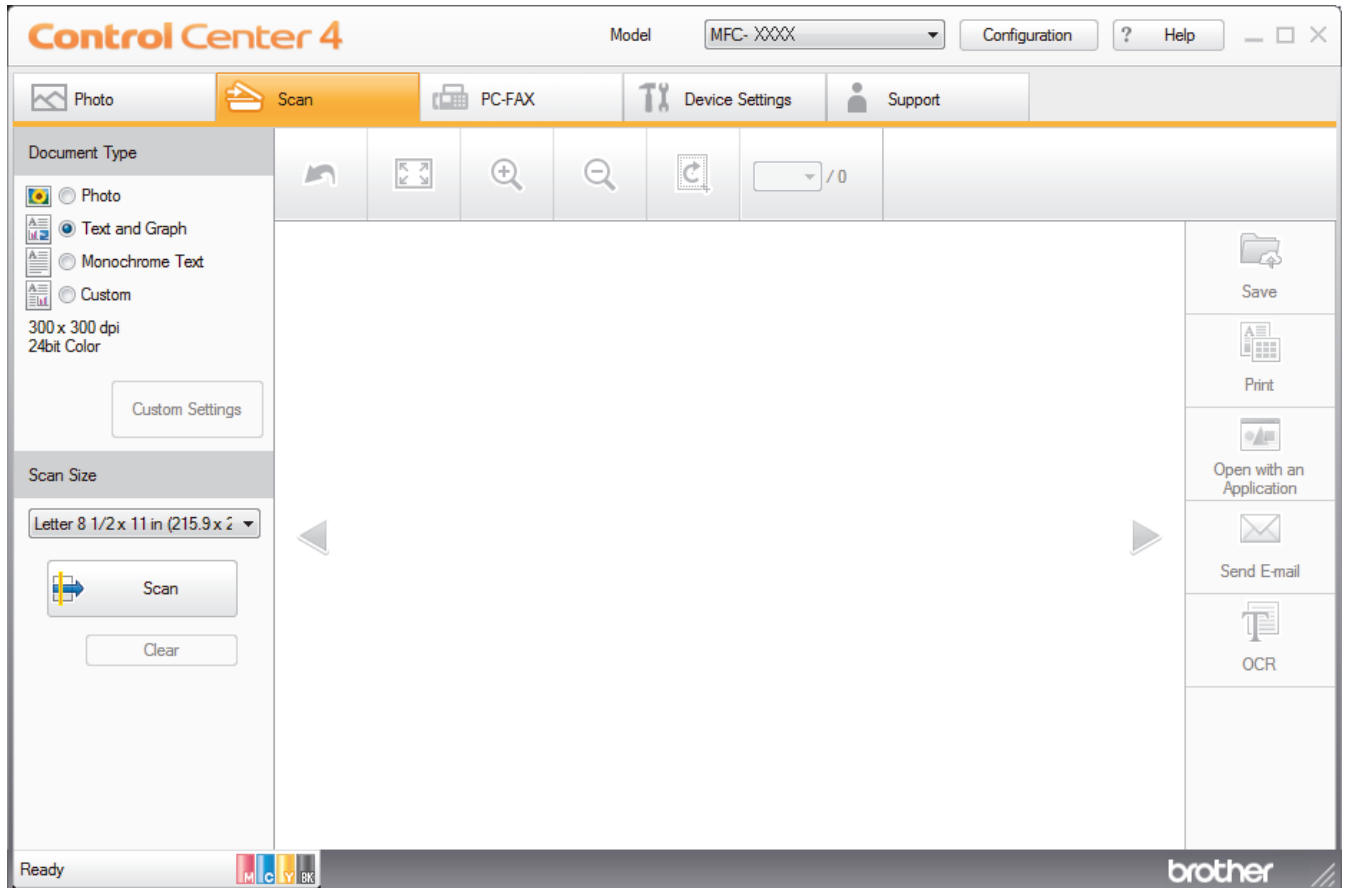 Control Center 4
Model MFC- XXXX Configuration ? Help
Photo Scan PC-FAX Device Settings Support
Document Type
/ 0
Photo
Text and Graph
Monochrome Text
Custom
300 x 300 dpi
24bit Color
Custom Settings
Scan Size
Letter 8 1/2 x 11 in (215.9 x 2
Scan
Clear
Save
Print
Open with an
Application
Send E-mail
OCR
Ready
M C Y BK
brother